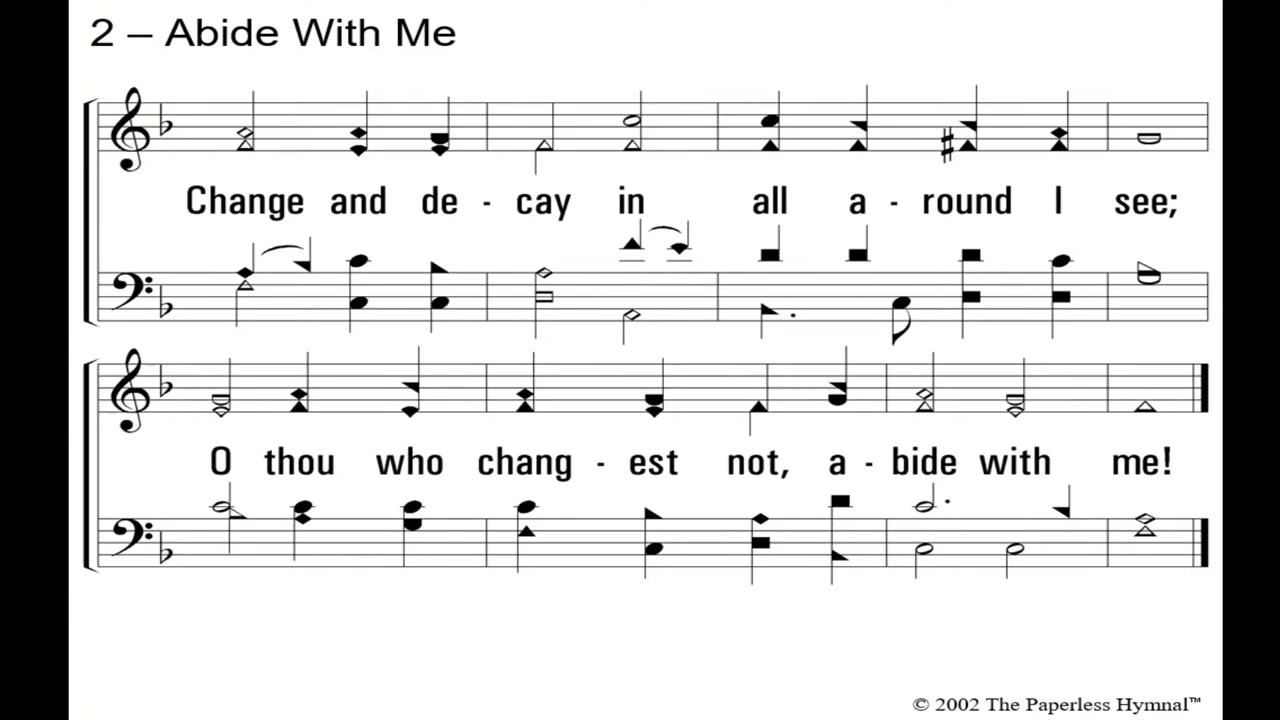 2 – Abide With Me
Change and de - cay in all a - round I see;
O thou who chang - est not, a - bide with me!
© 2002 The Paperless Hymnal™